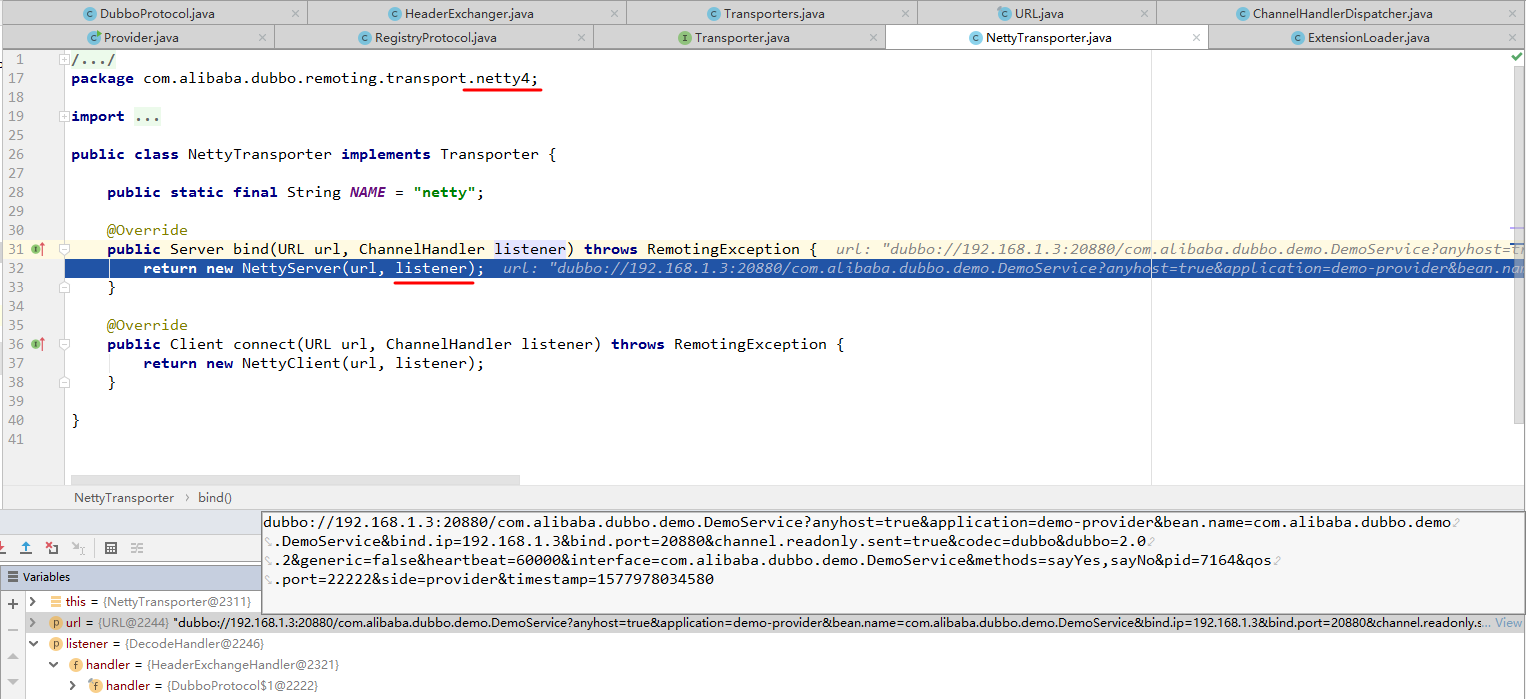 DubboProtocol.java HeaderExchanger.java Transporters.java URL.java ChannelHandlerDispatcher.java
Provider.java RegistryProtocol.java Transporter.java NettyTransporter.java ExtensionLoader.java
1 /.../
17 package com.alibaba.dubbo.remoting.transport.netty4;
18
19 import ...
25
26 public class NettyTransporter implements Transporter {
27
28 public static final String NAME = "netty";
29
30 @Override
31 public Server bind(URL url, ChannelHandler listener) throws RemotingException { url: "dubbo://192.168.1.3:20880/com.alibaba.dubbo.demo.DemoService?anyhost=t
32 return new NettyServer(url, listener); url: "dubbo://192.168.1.3:20880/com.alibaba.dubbo.demo.DemoService?anyhost=true&application=demo-provider&bean.na
33 }
34
35 @Override
36 public Client connect(URL url, ChannelHandler listener) throws RemotingException {
37 return new NettyClient(url, listener);
38 }
39
40 }
41
NettyTransporter › bind()
dubbo://192.168.1.3:20880/com.alibaba.dubbo.demo.DemoService?anyhost=true&application=demo-provider&bean.name=com.alibaba.dubbo.demo
.DemoService&bind.ip=192.168.1.3&bind.port=20880&channel.readonly.sent=true&codec=dubbo&dubbo=2.0
.2&generic=false&heartbeat=60000&interface=com.alibaba.dubbo.demo.DemoService&methods=sayYes,sayNo&pid=7164&qos
.port=22222&side=provider&timestamp=1577978034580
Variables
this = {NettyTransporter@2311}
url = {URL@2244} "dubbo://192.168.1.3:20880/com.alibaba.dubbo.demo.DemoService?anyhost=true&application=demo-provider&bean.name=com.alibaba.dubbo.demo.DemoService&bind.ip=192.168.1.3&bind.port=20880&channel.readonly.s... View
listener = {DecodeHandler@2246}
handler = {HeaderExchangeHandler@2321}
handler = {DubboProtocol$1@2222}